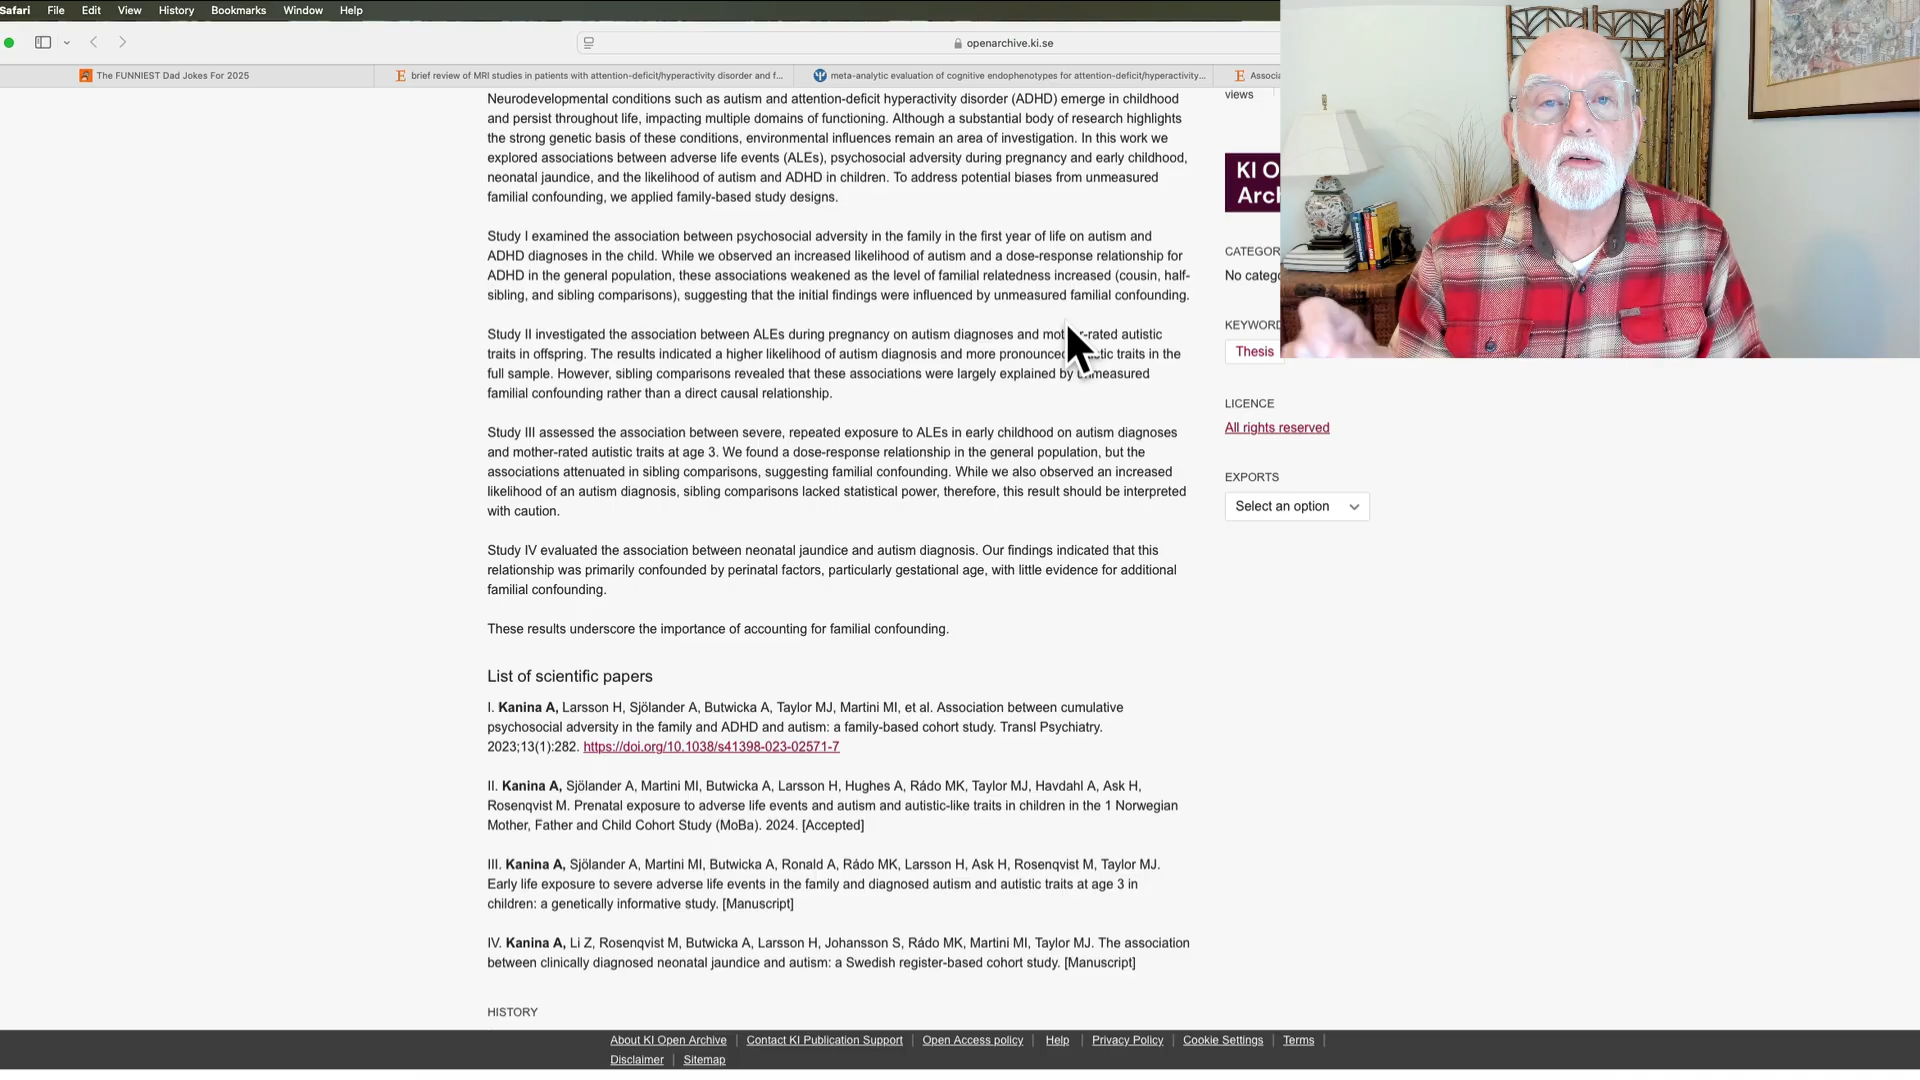 Safari File Edit View History Bookmarks Window Help
openarchive.ki.se
The FUNNIEST Dad Jokes For 2025
brief review of MRI studies in patients with attention-deficit/hyperactivity disorder and f...
meta-analytic evaluation of cognitive endophenotypes for attention-deficit/hyperactivity...
Neurodevelopmental conditions such as autism and attention-deficit hyperactivity disorder (ADHD) emerge in childhood
and persist throughout life, impacting multiple domains of functioning. Although a substantial body of research highlights
the strong genetic basis of these conditions, environmental influences remain an area of investigation. In this work we
explored associations between adverse life events (ALEs), psychosocial adversity during pregnancy and early childhood,
neonatal jaundice, and the likelihood of autism and ADHD in children. To address potential biases from unmeasured
familial confounding, we applied family-based study designs.
Study I examined the association between psychosocial adversity in the family in the first year of life on autism and
ADHD diagnoses in the child. While we observed an increased likelihood of autism and a dose-response relationship for
ADHD in the general population, these associations weakened as the level of familial relatedness increased (cousin, half-
sibling, and sibling comparisons), suggesting that the initial findings were influenced by unmeasured familial confounding.
Study II investigated the association between ALEs during pregnancy on autism diagnoses and autistic
traits in offspring. The results indicated a higher likelihood of autism diagnosis and more traits in the
full sample. However, sibling comparisons revealed that these associations were largely explained by
familial confounding rather than a direct causal relationship.
Study III assessed the association between severe, repeated exposure to ALEs in early childhood on autism diagnoses
and mother-rated autistic traits at age 3. We found a dose-response relationship in the general population, but the
associations attenuated in sibling comparisons, suggesting familial confounding. While we also observed an increased
likelihood of an autism diagnosis, sibling comparisons lacked statistical power, therefore, this result should be interpreted
with caution.
Study IV evaluated the association between neonatal jaundice and autism diagnosis. Our findings indicated that this
relationship was primarily confounded by perinatal factors, particularly gestational age, with little evidence for additional
familial confounding.
These results underscore the importance of accounting for familial confounding.
List of scientific papers
I. Kanina A, Larsson H, Sjölander A, Butwicka A, Taylor MJ, Martini MI, et al. Association between cumulative
psychosocial adversity in the family and ADHD and autism: a family-based cohort study. Transl Psychiatry.
2023;13(1):282. https://doi.org/10.1038/s41398-023-02571-7
II. Kanina A, Sjölander A, Martini MI, Butwicka A, Larsson H, Hughes A, Rádo MK, Taylor MJ, Havdahl A, Ask H,
Rosenqvist M. Prenatal exposure to adverse life events and autism and autistic-like traits in children in the 1 Norwegian
Mother, Father and Child Cohort Study (MoBa). 2024. [Accepted]
III. Kanina A, Sjölander A, Martini MI, Butwicka A, Ronald A, Rádo MK, Larsson H, Ask H, Rosenqvist M, Taylor MJ.
Early life exposure to severe adverse life events in the family and diagnosed autism and autistic traits at age 3 in
children: a genetically informative study. [Manuscript]
IV. Kanina A, Li Z, Rosenqvist M, Butwicka A, Larsson H, Johansson S, Rádo MK, Martini MI, Taylor MJ. The association
between clinically diagnosed neonatal jaundice and autism: a Swedish register-based cohort study. [Manuscript]
HISTORY
views
KI
Thesis
LICENCE
All rights reserved
EXPORTS
Select an option
About KI Open Archive | Contact KI Publication Support | Open Access policy | Help | Privacy Policy | Cookie Settings | Terms |
Disclaimer | Sitemap